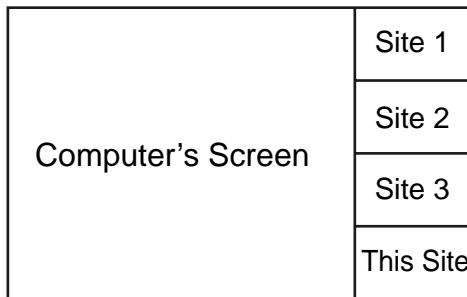 Site 1
Site 2
Computer’s Screen
Site 3
This Site